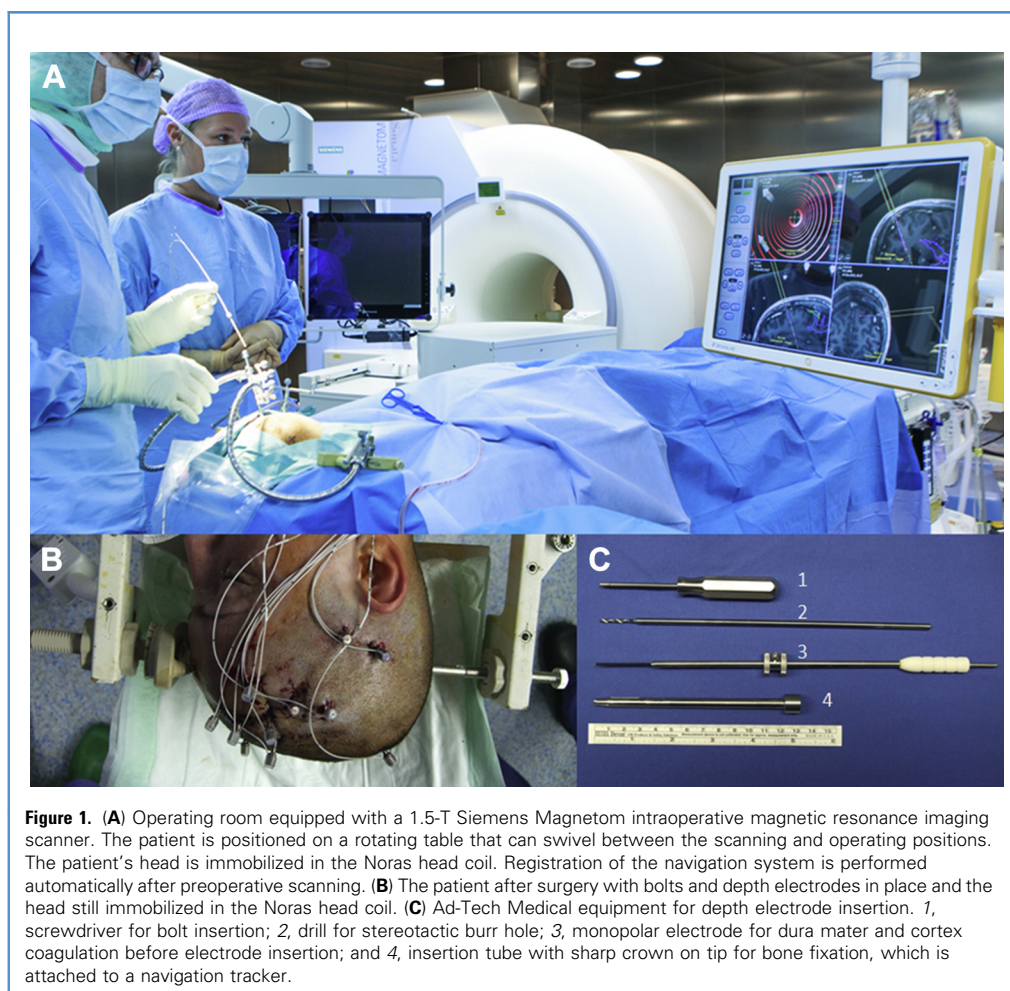 A
SIEMENS
MAGNETOM
B
C
1
2
3
4
Figure 1. (A) Operating room equipped with a 1.5-T Siemens Magnetom intraoperative magnetic resonance imaging
scanner. The patient is positioned on a rotating table that can swivel between the scanning and operating positions.
The patient's head is immobilized in the Noras head coil. Registration of the navigation system is performed
automatically after preoperative scanning. (B) The patient after surgery with bolts and depth electrodes in place and the
head still immobilized in the Noras head coil. (C) Ad-Tech Medical equipment for depth electrode insertion. 1,
screwdriver for bolt insertion; 2, drill for stereotactic burr hole; 3, monopolar electrode for dura mater and cortex
coagulation before electrode insertion; and 4, insertion tube with sharp crown on tip for bone fixation, which is
attached to a navigation tracker.